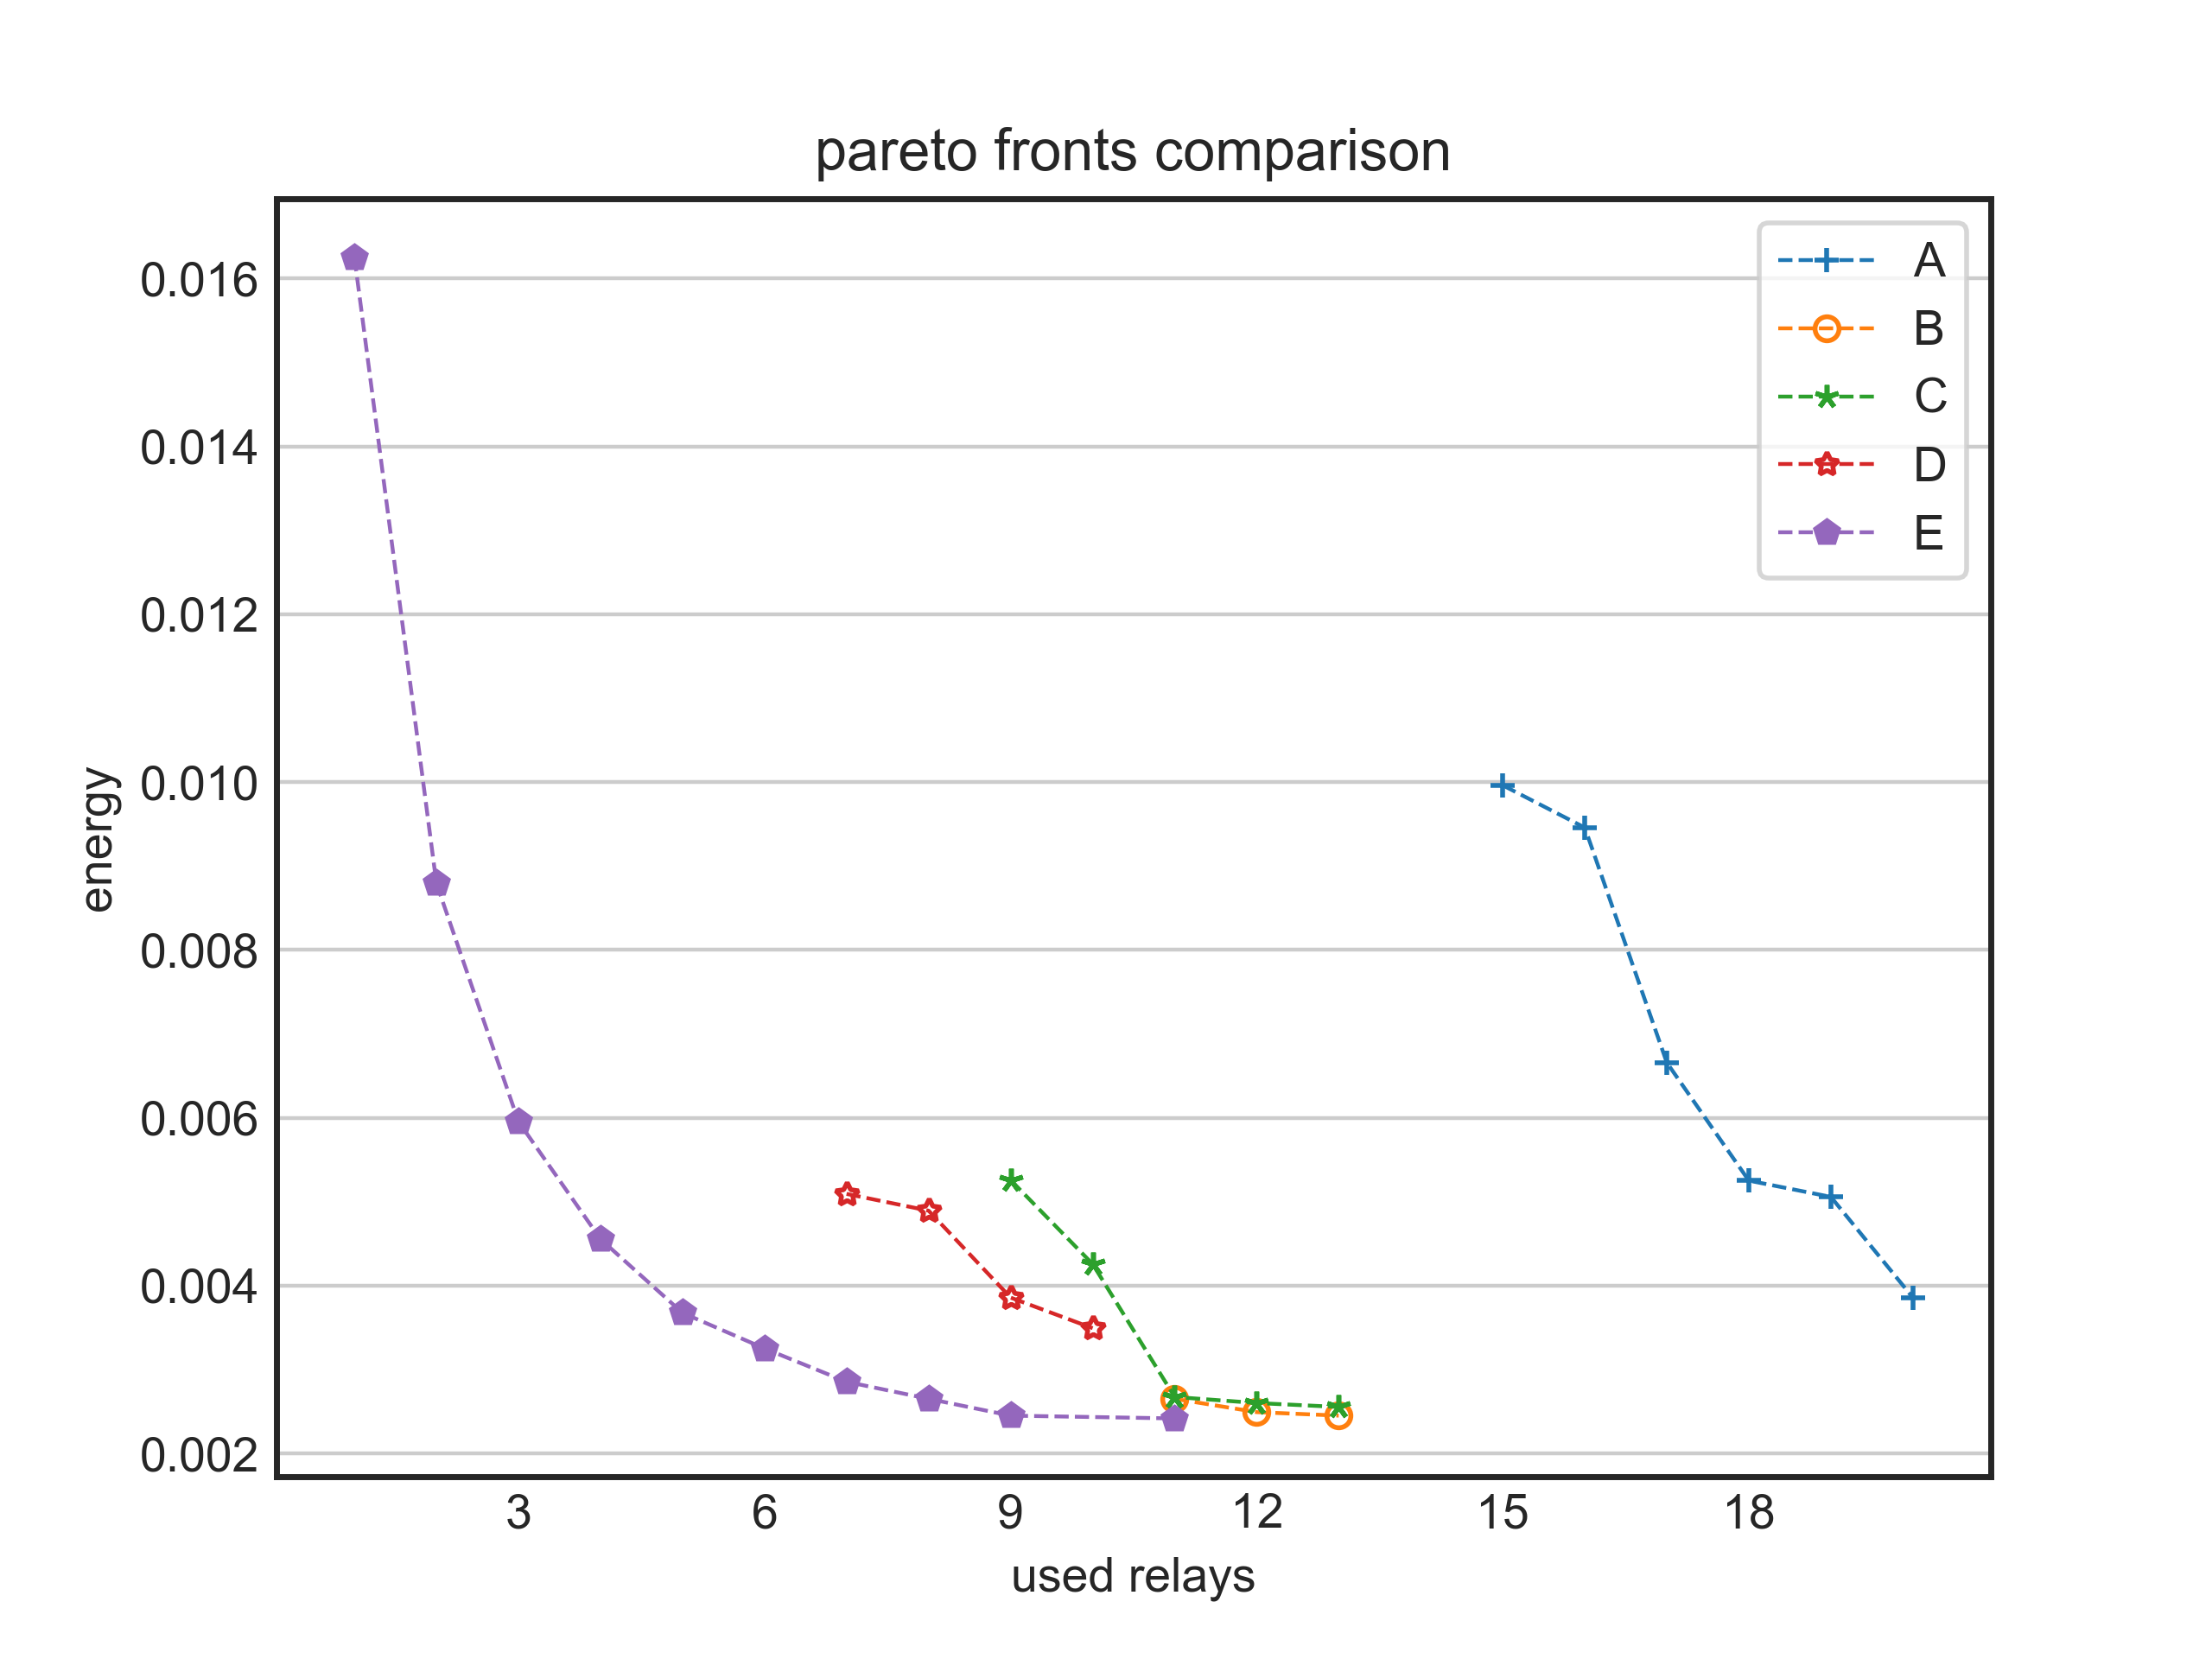 pareto fronts comparison
A
B
C
D
E
0.016
0.014
0.012
0.010
0.008
0.006
0.004
0.002
energy
3 6 9 12 15 18
used relays